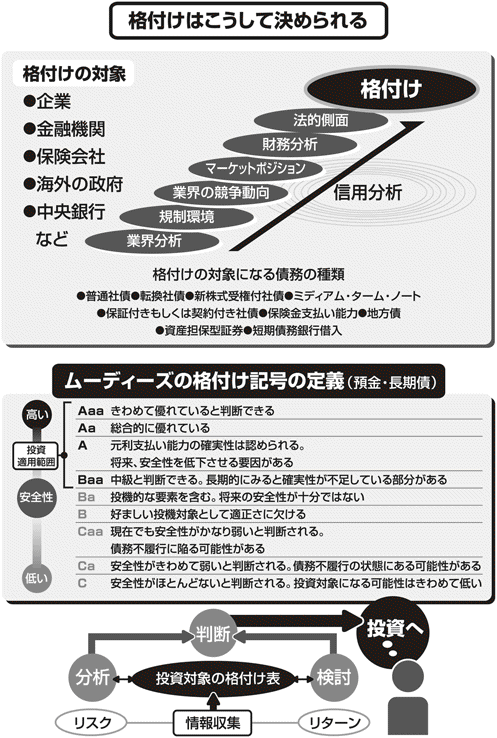 格付けはこうして決められる
格付けの対象
●企業
●金融機関
●保険会社
●海外の政府
●中央銀行
など
格付け
法的側面
財務分析
マーケットポジション
業界の競争動向
規制環境
業界分析
信用分析
格付けの対象になる債務の種類
●普通社債●転換社債●新株式受権付社債●ミディアム・ターム・ノート
●保証付きもしくは契約付き社債●保険金支払い能力●地方債
●資産担保型証券●短期債務銀行借入
ムーディーズの格付け記号の定義(預金・長期債)
高い
投資
適用範囲
安全性
低い
Aaa きわめて優れていると判断できる
Aa 総合的に優れている
A 元利支払い能力の確実性は認められる。
将来、安全性を低下させる要因がある
Baa 中級と判断できる。長期的にみると確実性が不足している部分がある
Ba 投機的な要素を含む。将来の安全性が十分ではない
B 好ましい投機対象として適正さに欠ける
Caa 現在でも安全性がかなり弱いと判断される。
債務不履行に陥る可能性がある
Ca 安全性がきわめて弱いと判断される。債務不履行の状態にある可能性がある
C 安全性がほとんどないと判断される。投資対象になる可能性はきわめて低い
判断
投資へ
分析
投資対象の格付け表
検討
リスク
情報収集
リターン